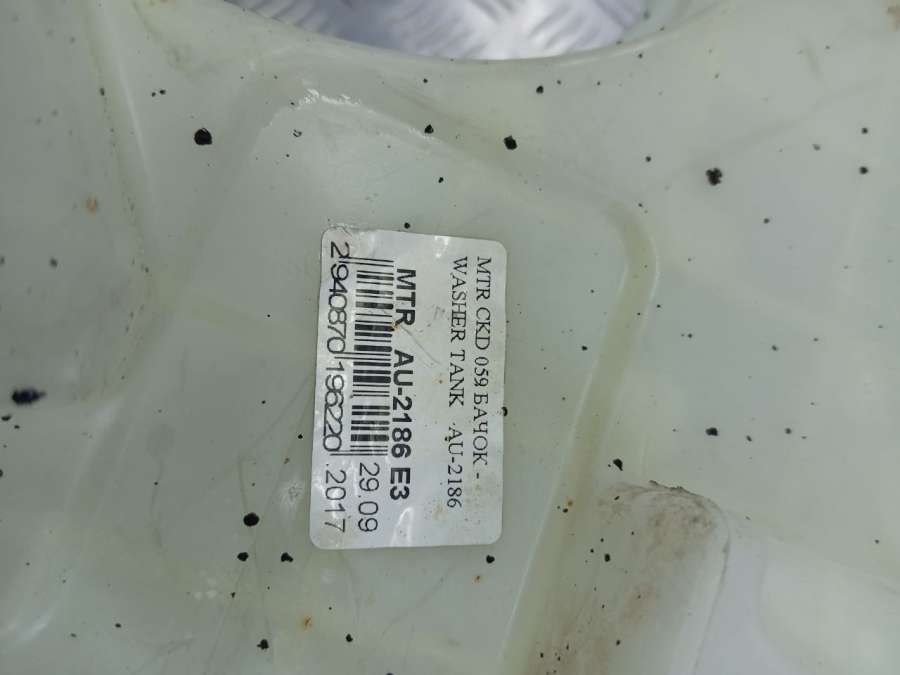 MTR CKD 059 БАЧОК -
WASHER TANK AU-2186
MTR AU-2186 E3
29.09
2940870196220 .2017